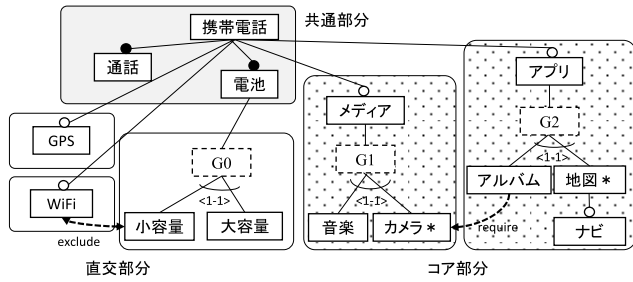 共通部分
携帯電話
通話
電池
アプリ
メディア
GPS
G0
G1
G2
<1-1>
<1-1>
<1-1>
WiFi
小容量
大容量
音楽
カメラ*
アルバム
地図*
ナビ
exclude
require
直交部分
コア部分